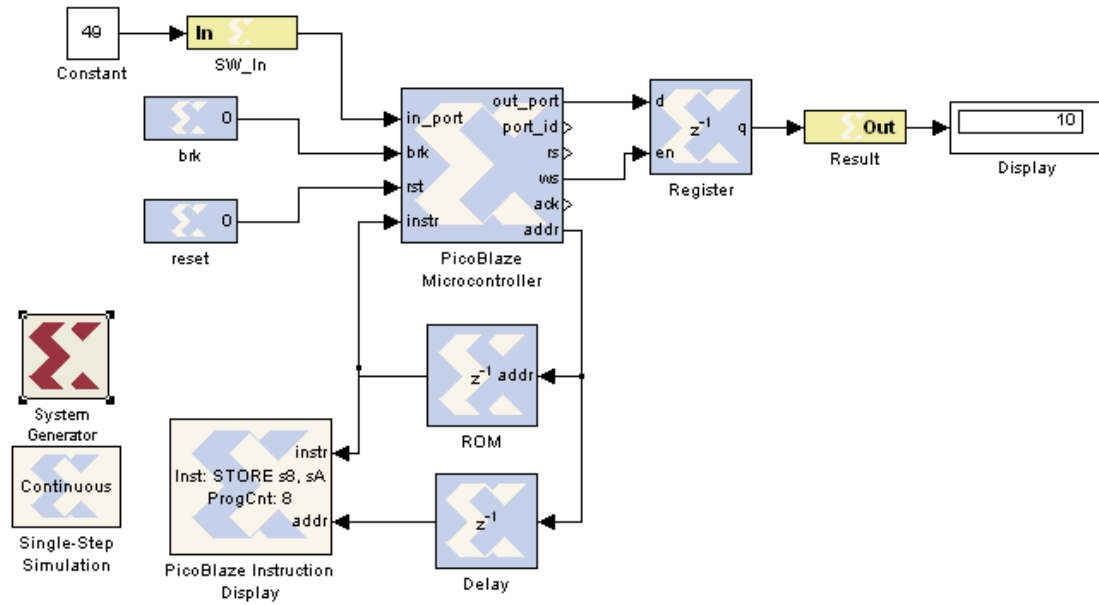 49
Constant
In
SW_In
0
brk
0
reset
in_port
brk
rst
instr
out_port
port_id
rs
ws
ack
addr
PicoBlaze
Microcontroller
d
en
z-1
q
Register
Out
Result
10
Display
z-1 addr
ROM
z-1
Delay
System
Generator
Continuous
Single-Step
Simulation
instr
Inst: STORE s8, sA
ProgCnt: 8
addr
PicoBlaze Instruction
Display